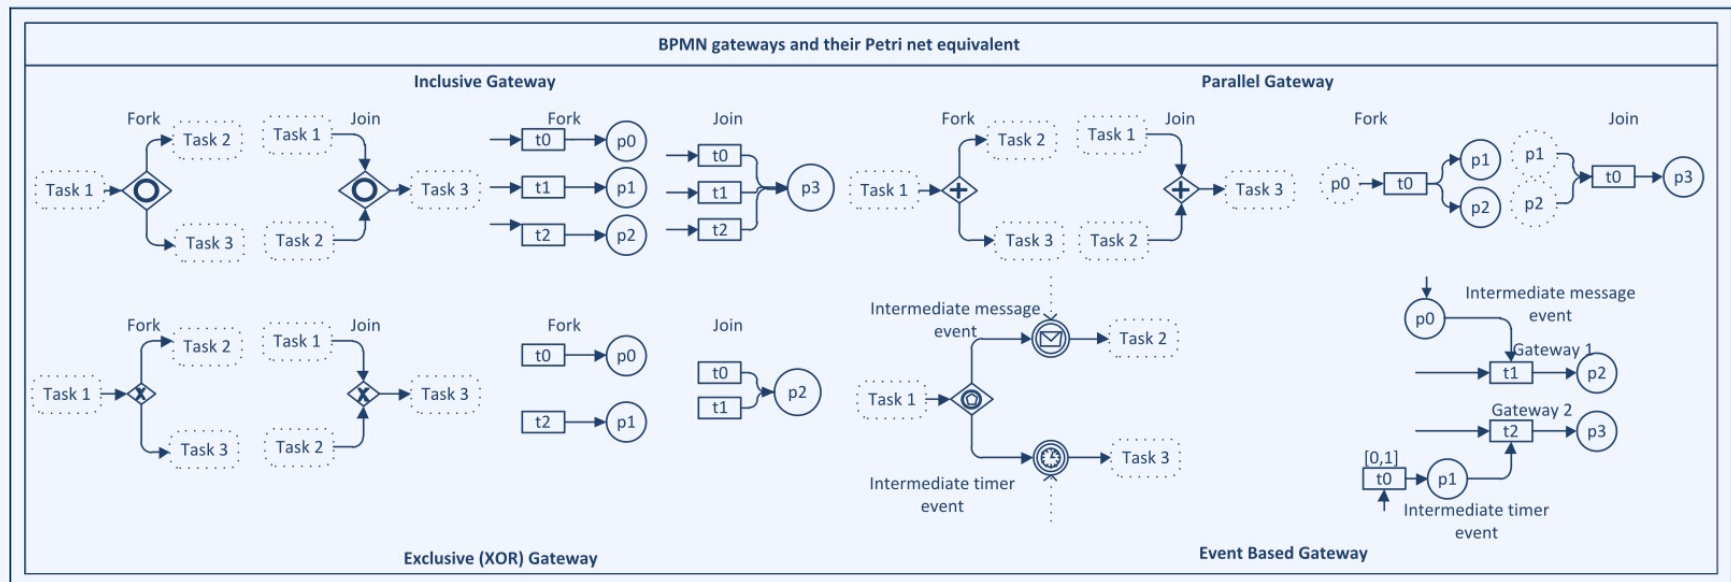 BPMN gateways and their Petri net equivalent
Inclusive Gateway
Fork
Join
Task 2
Task 1
Task 1
Task 3
Task 3
Task 2
Fork
Join
t0
p0
t1
p1
t2
p2
t0
t1
t2
p3
Parallel Gateway
Fork
Join
Task 2
Task 1
Task 1
Task 3
Task 3
Task 2
Fork
Join
p0
t0
p1
p2
p1
p2
t0
p3
Fork
Join
Task 2
Task 1
Task 1
X
X
Task 3
Task 3
Task 2
Fork
Join
t0
p0
t2
p1
t0
t1
p2
Exclusive (XOR) Gateway
Intermediate message
event
Task 2
Task 1
Task 3
Intermediate timer
event
Intermediate message
event
p0
Gateway 1
t1
p2
Gateway 2
t2
p3
[0,1]
t0
p1
Intermediate timer
event
Event Based Gateway